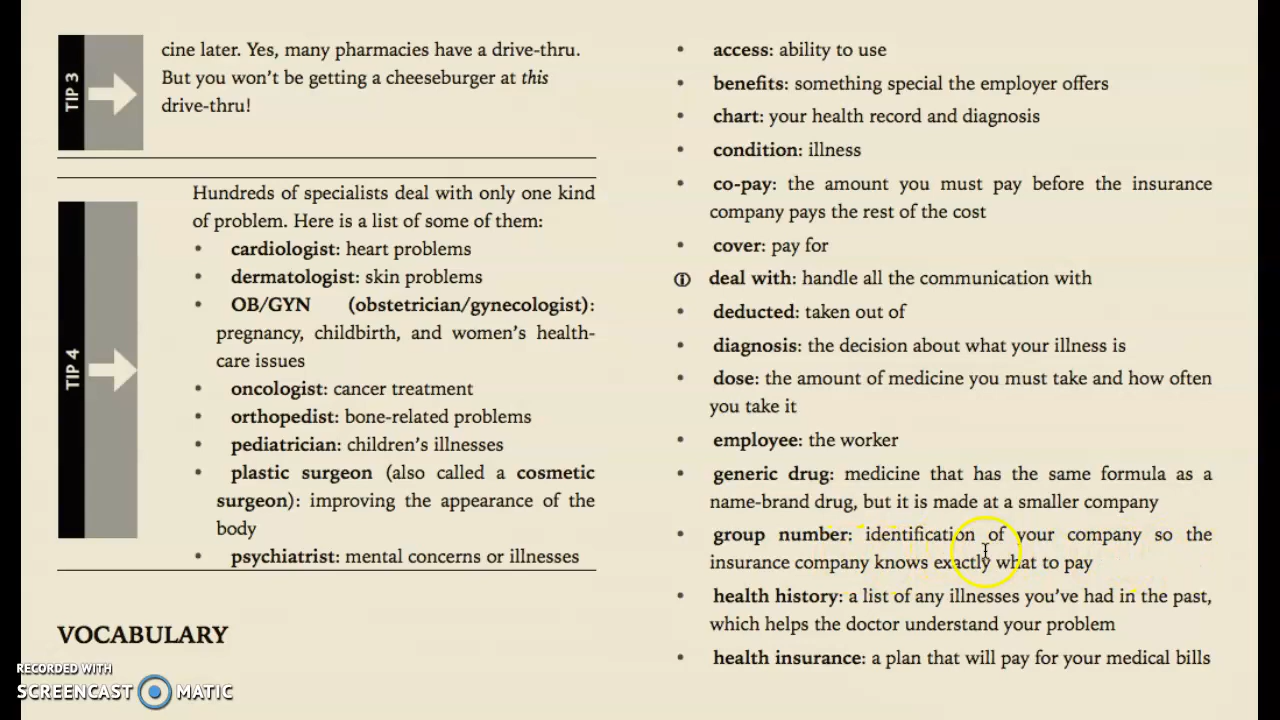 TIP 3
cine later. Yes, many pharmacies have a drive-thru.
But you won't be getting a cheeseburger at this
drive-thru!
TIP 4
Hundreds of specialists deal with only one kind
of problem. Here is a list of some of them:
• cardiologist: heart problems
• dermatologist: skin problems
• OB/GYN (obstetrician/gynecologist):
pregnancy, childbirth, and women's health-
care issues
• oncologist: cancer treatment
• orthopedist: bone-related problems
• pediatrician: children's illnesses
• plastic surgeon (also called a cosmetic
surgeon): improving the appearance of the
body
• psychiatrist: mental concerns or illnesses
VOCABULARY
• access: ability to use
• benefits: something special the employer offers
• chart: your health record and diagnosis
• condition: illness
• co-pay: the amount you must pay before the insurance
company pays the rest of the cost
• cover: pay for
ⓘ deal with: handle all the communication with
• deducted: taken out of
• diagnosis: the decision about what your illness is
• dose: the amount of medicine you must take and how often
you take it
• employee: the worker
• generic drug: medicine that has the same formula as a
name-brand drug, but it is made at a smaller company
• group number: identification of your company so the
insurance company knows exactly what to pay
• health history: a list of any illnesses you've had in the past,
which helps the doctor understand your problem
• health insurance: a plan that will pay for your medical bills
RECORDED WITH
SCREENCAST MATIC